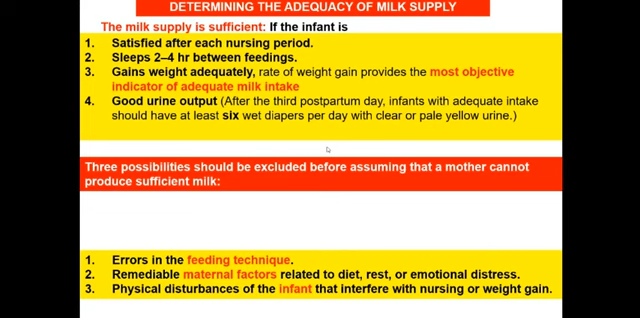 DETERMINING THE ADEQUACY OF MILK SUPPLY
The milk supply is sufficient: If the infant is
1. Satisfied after each nursing period.
2. Sleeps 2–4 hr between feedings.
3. Gains weight adequately, rate of weight gain provides the most objective
indicator of adequate milk intake
4. Good urine output (After the third postpartum day, infants with adequate intake
should have at least six wet diapers per day with clear or pale yellow urine.)
Three possibilities should be excluded before assuming that a mother cannot
produce sufficient milk:
1. Errors in the feeding technique.
2. Remediable maternal factors related to diet, rest, or emotional distress.
3. Physical disturbances of the infant that interfere with nursing or weight gain.